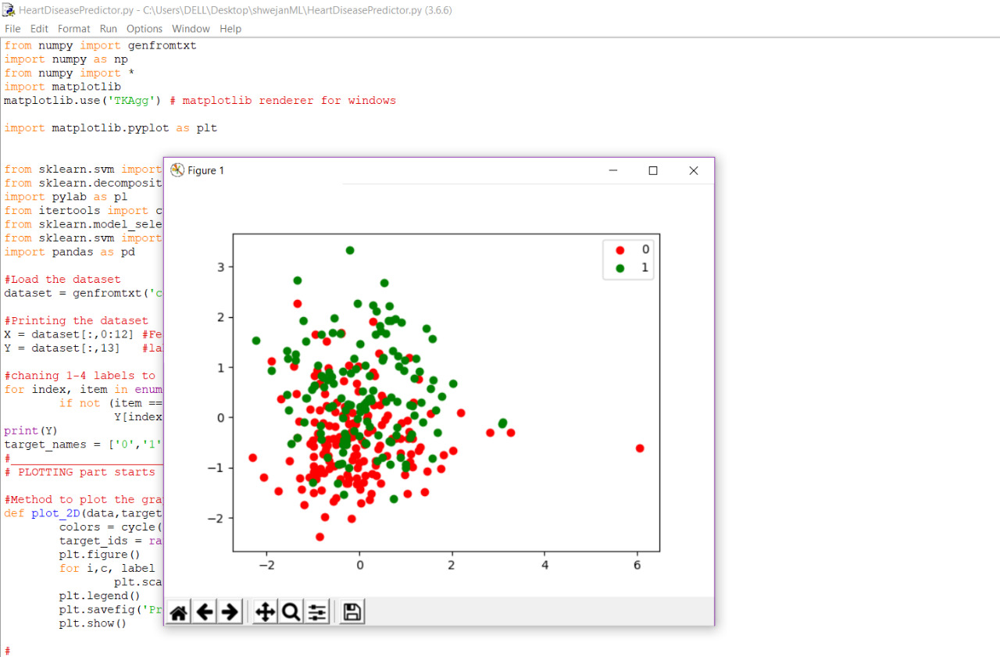 HeartDiseasePredictor.py - C:\Users\DELL\Desktop\shwejanML\HeartDiseasePredictor.py (3.6.6)
File Edit Format Run Options Window Help
from numpy import genfromtxt
import numpy as np
from numpy import *
import matplotlib
matplotlib.use('TKAgg') # matplotlib renderer for windows
import matplotlib.pyplot as plt
from sklearn.svm import
from sklearn.decomposit
import pylab as pl
from itertools import c
from sklearn.model_sele
from sklearn.svm import
import pandas as pd
#Load the dataset
dataset = genfromtxt('c
#Printing the dataset
X = dataset[:,0:12] #Fe
Y = dataset[:,13] #la
#chaning 1-4 labels to
for index, item in enum
if not (item ==
Y[index
print(Y)
target_names = ['0','1'
#
# PLOTTING part starts
#Method to plot the gra
def plot_2D(data,target
colors = cycle(
target_ids = ra
plt.figure()
for i,c, label
plt.sca
plt.legend()
plt.savefig('Pr
plt.show()
#
Figure 1
0
1
3
2
1
0
−1
−2
−2 0 2 4 6